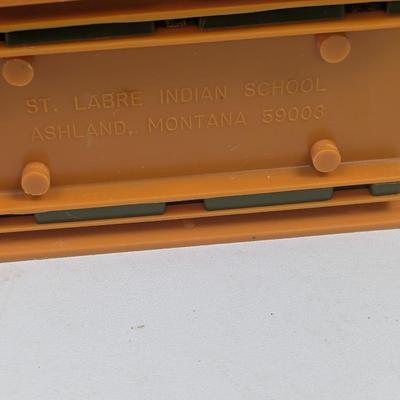 ST. LABRE INDIAN SCHOOL
ASHLAND, MONTANA 59003